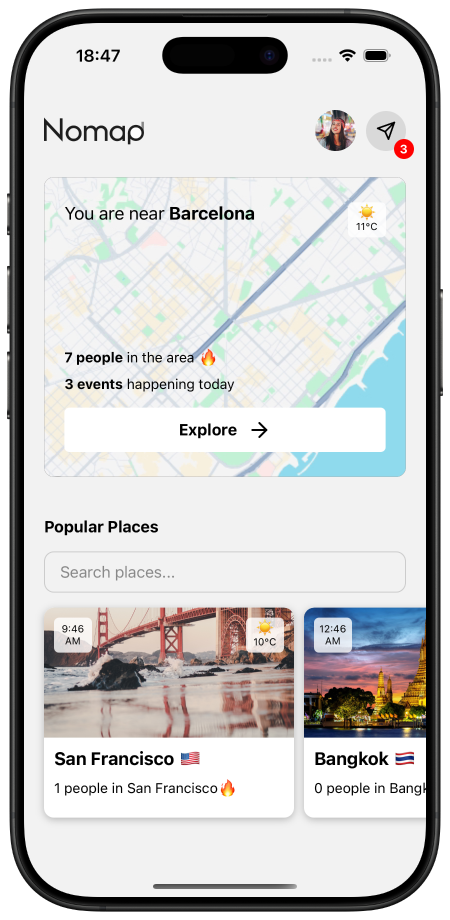 18:47
Nomap
3
You are near Barcelona
11°C
7 people in the area 🔥
3 events happening today
Explore →
Popular Places
Search places...
9:46
AM
10°C
12:46
AM
San Francisco 🇺🇸
Bangkok 🇹🇭
1 people in San Francisco🔥
0 people in Bangk